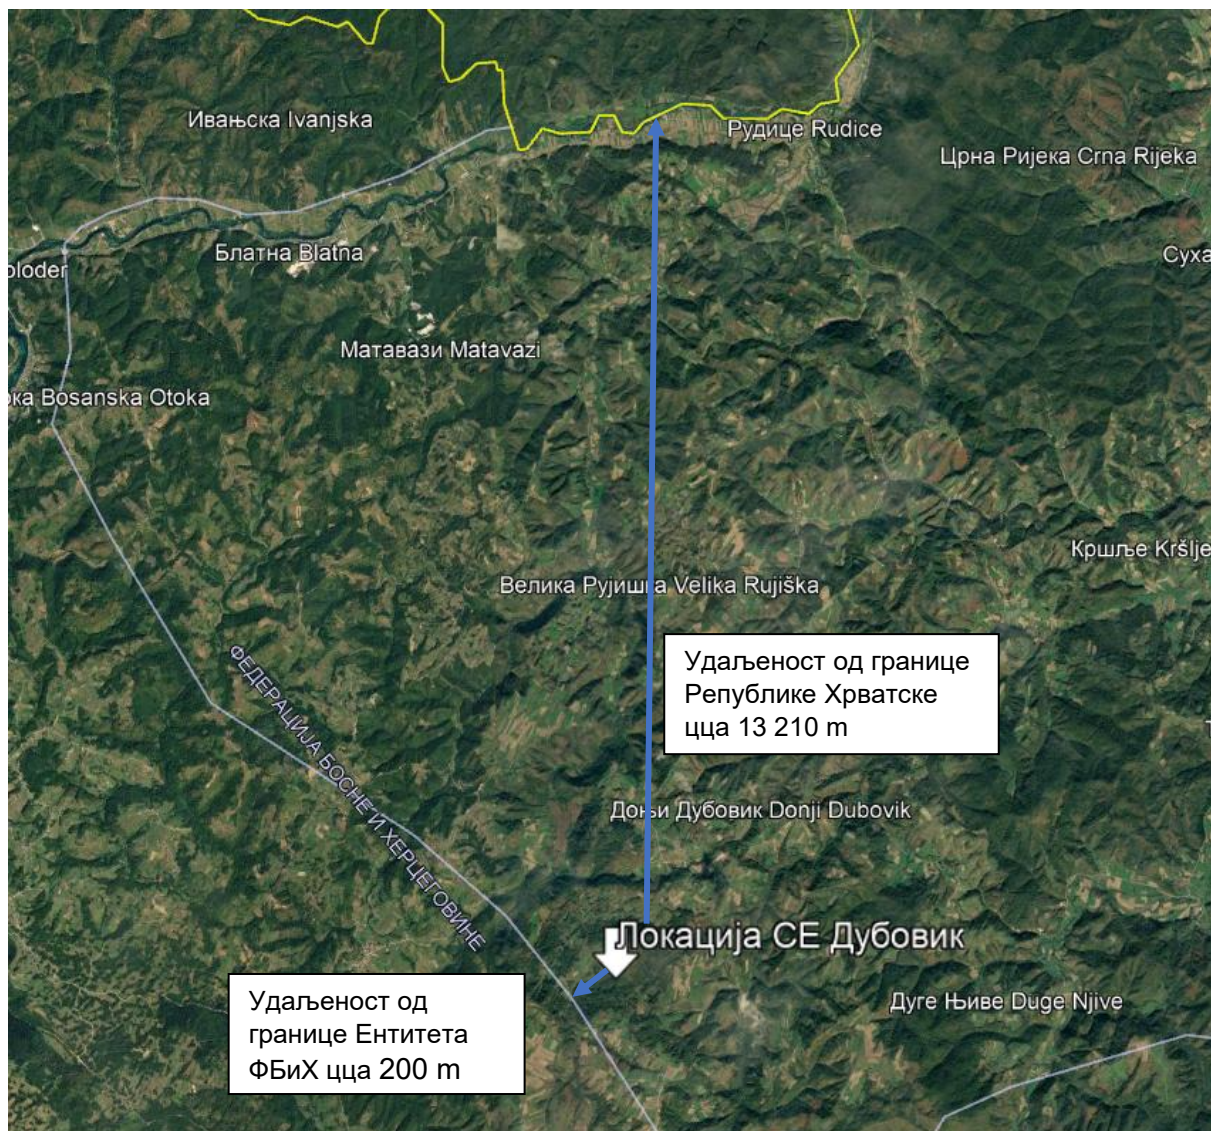 Ивањска Ivanjska
Рудице Rudice
Црна Ријека Crna Rijeka
Блатна Blatna
Суха
oloder
Матавази Matavazi
ока Bosanska Otoka
Кршље Kršlje
Велика Рујишка Velika Rujiška
Удаљеност од границе
Републике Хрватске
цца 13 210 m
ФЕДЕРАЦИЈА БОСНЕ И ХЕРЦЕГОВИНЕ
Доњи Дубовик Donji Dubovik
Локација СЕ Дубовик
Удаљеност од
границе Ентитета
ФБиХ цца 200 m
Дуге Њиве Duge Njive